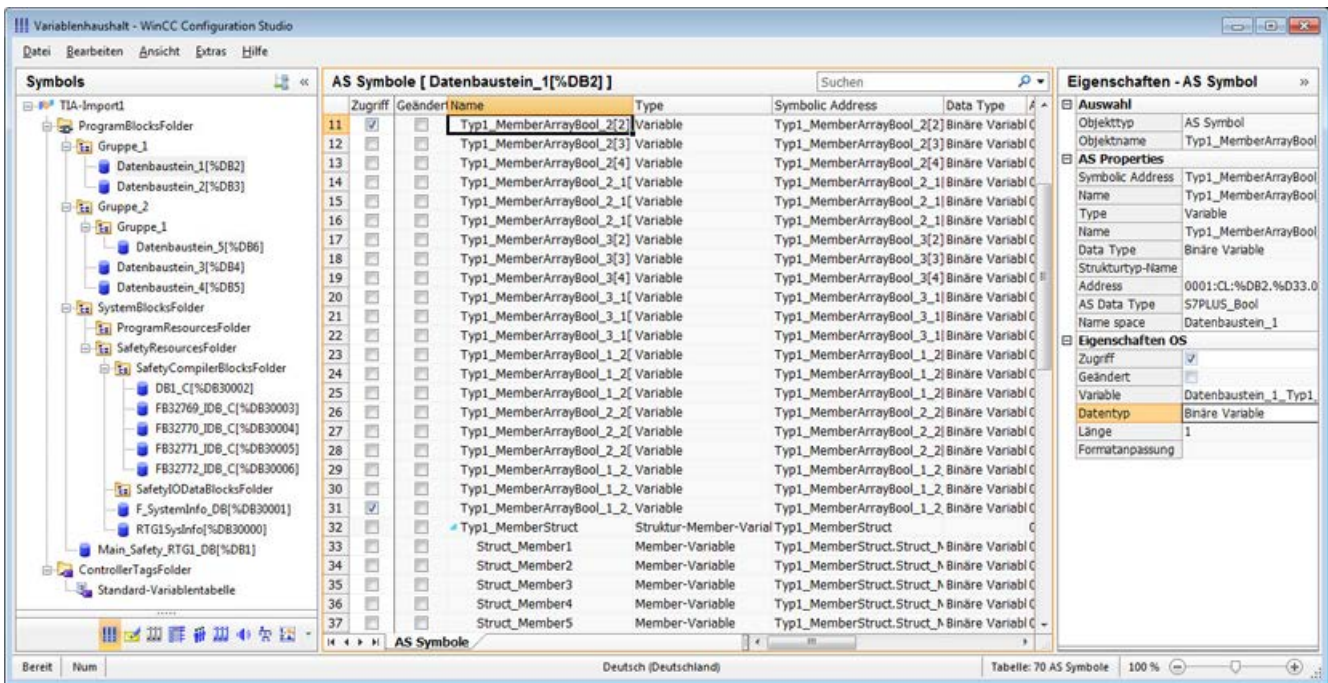 Variablenhaushalt - WinCC Configuration Studio
Datei Bearbeiten Ansicht Extras Hilfe
Symbols «
TIA-Import1
ProgramBlocksFolder
Gruppe_1
Datenbaustein_1[%DB2]
Datenbaustein_2[%DB3]
Gruppe_2
Gruppe_1
Datenbaustein_5[%DB6]
Datenbaustein_3[%DB4]
Datenbaustein_4[%DB5]
SystemBlocksFolder
ProgramResourcesFolder
SafetyResourcesFolder
SafetyCompilerBlocksFolder
DB1_C[%DB30002]
FB32769_IDB_C[%DB30003]
FB32770_IDB_C[%DB30004]
FB32771_IDB_C[%DB30005]
FB32772_IDB_C[%DB30006]
SafetyIODataBlocksFolder
F_SystemInfo_DB[%DB30001]
RTG1SysInfo[%DB30000]
Main_Safety_RTG1_DB[%DB1]
ControllerTagsFolder
Standard-Variablentabelle
AS Symbole [ Datenbaustein_1[%DB2] ] Suchen
Zugriff Geändert Name Type Symbolic Address Data Type
11 Typ1_MemberArrayBool_2[2] Variable Typ1_MemberArrayBool_2[2] Binäre Variabl
12 Typ1_MemberArrayBool_2[3] Variable Typ1_MemberArrayBool_2[3] Binäre Variabl
13 Typ1_MemberArrayBool_2[4] Variable Typ1_MemberArrayBool_2[4] Binäre Variabl
14 Typ1_MemberArrayBool_2_1[ Variable Typ1_MemberArrayBool_2_1[ Binäre Variabl
15 Typ1_MemberArrayBool_2_1[ Variable Typ1_MemberArrayBool_2_1[ Binäre Variabl
16 Typ1_MemberArrayBool_2_1[ Variable Typ1_MemberArrayBool_2_1[ Binäre Variabl
17 Typ1_MemberArrayBool_3[2] Variable Typ1_MemberArrayBool_3[2] Binäre Variabl
18 Typ1_MemberArrayBool_3[3] Variable Typ1_MemberArrayBool_3[3] Binäre Variabl
19 Typ1_MemberArrayBool_3[4] Variable Typ1_MemberArrayBool_3[4] Binäre Variabl
20 Typ1_MemberArrayBool_3_1[ Variable Typ1_MemberArrayBool_3_1[ Binäre Variabl
21 Typ1_MemberArrayBool_3_1[ Variable Typ1_MemberArrayBool_3_1[ Binäre Variabl
22 Typ1_MemberArrayBool_3_1[ Variable Typ1_MemberArrayBool_3_1[ Binäre Variabl
23 Typ1_MemberArrayBool_1_2[ Variable Typ1_MemberArrayBool_1_2[ Binäre Variabl
24 Typ1_MemberArrayBool_1_2[ Variable Typ1_MemberArrayBool_1_2[ Binäre Variabl
25 Typ1_MemberArrayBool_1_2[ Variable Typ1_MemberArrayBool_1_2[ Binäre Variabl
26 Typ1_MemberArrayBool_2_2[ Variable Typ1_MemberArrayBool_2_2[ Binäre Variabl
27 Typ1_MemberArrayBool_2_2[ Variable Typ1_MemberArrayBool_2_2[ Binäre Variabl
28 Typ1_MemberArrayBool_2_2[ Variable Typ1_MemberArrayBool_2_2[ Binäre Variabl
29 Typ1_MemberArrayBool_1_2_ Variable Typ1_MemberArrayBool_1_2_ Binäre Variabl
30 Typ1_MemberArrayBool_1_2_ Variable Typ1_MemberArrayBool_1_2_ Binäre Variabl
31 Typ1_MemberArrayBool_1_2_ Variable Typ1_MemberArrayBool_1_2_ Binäre Variabl
32 Typ1_MemberStruct Struktur-Member-Varial Typ1_MemberStruct
33 Struct_Member1 Member-Variable Typ1_MemberStruct.Struct_M Binäre Variabl
34 Struct_Member2 Member-Variable Typ1_MemberStruct.Struct_M Binäre Variabl
35 Struct_Member3 Member-Variable Typ1_MemberStruct.Struct_M Binäre Variabl
36 Struct_Member4 Member-Variable Typ1_MemberStruct.Struct_M Binäre Variabl
37 Struct_Member5 Member-Variable Typ1_MemberStruct.Struct_M Binäre Variabl
AS Symbole
Eigenschaften - AS Symbol »
Auswahl
Objekttyp AS Symbol
Objektname Typ1_MemberArrayBool
AS Properties
Symbolic Address Typ1_MemberArrayBool
Name Typ1_MemberArrayBool
Type Variable
Name Typ1_MemberArrayBool
Data Type Binäre Variable
Strukturtyp-Name
Address 0001:CL:%DB2.%D33.0
AS Data Type S7PLUS_Bool
Name space Datenbaustein_1
Eigenschaften OS
Zugriff
Geändert
Variable Datenbaustein_1_Typ1_
Datentyp Binäre Variable
Länge 1
Formatanpassung
Bereit Num Deutsch (Deutschland) Tabelle: 70 AS Symbole 100 %